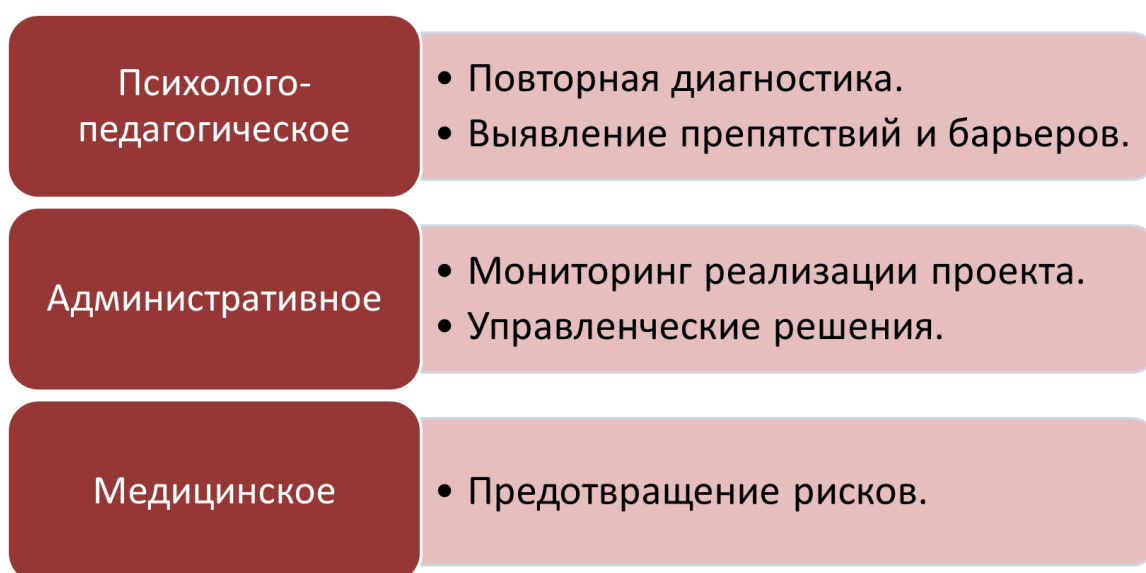 Психолого-
педагогическое
• Повторная диагностика.
• Выявление препятствий и барьеров.
Административное
• Мониторинг реализации проекта.
• Управленческие решения.
Медицинское
• Предотвращение рисков.